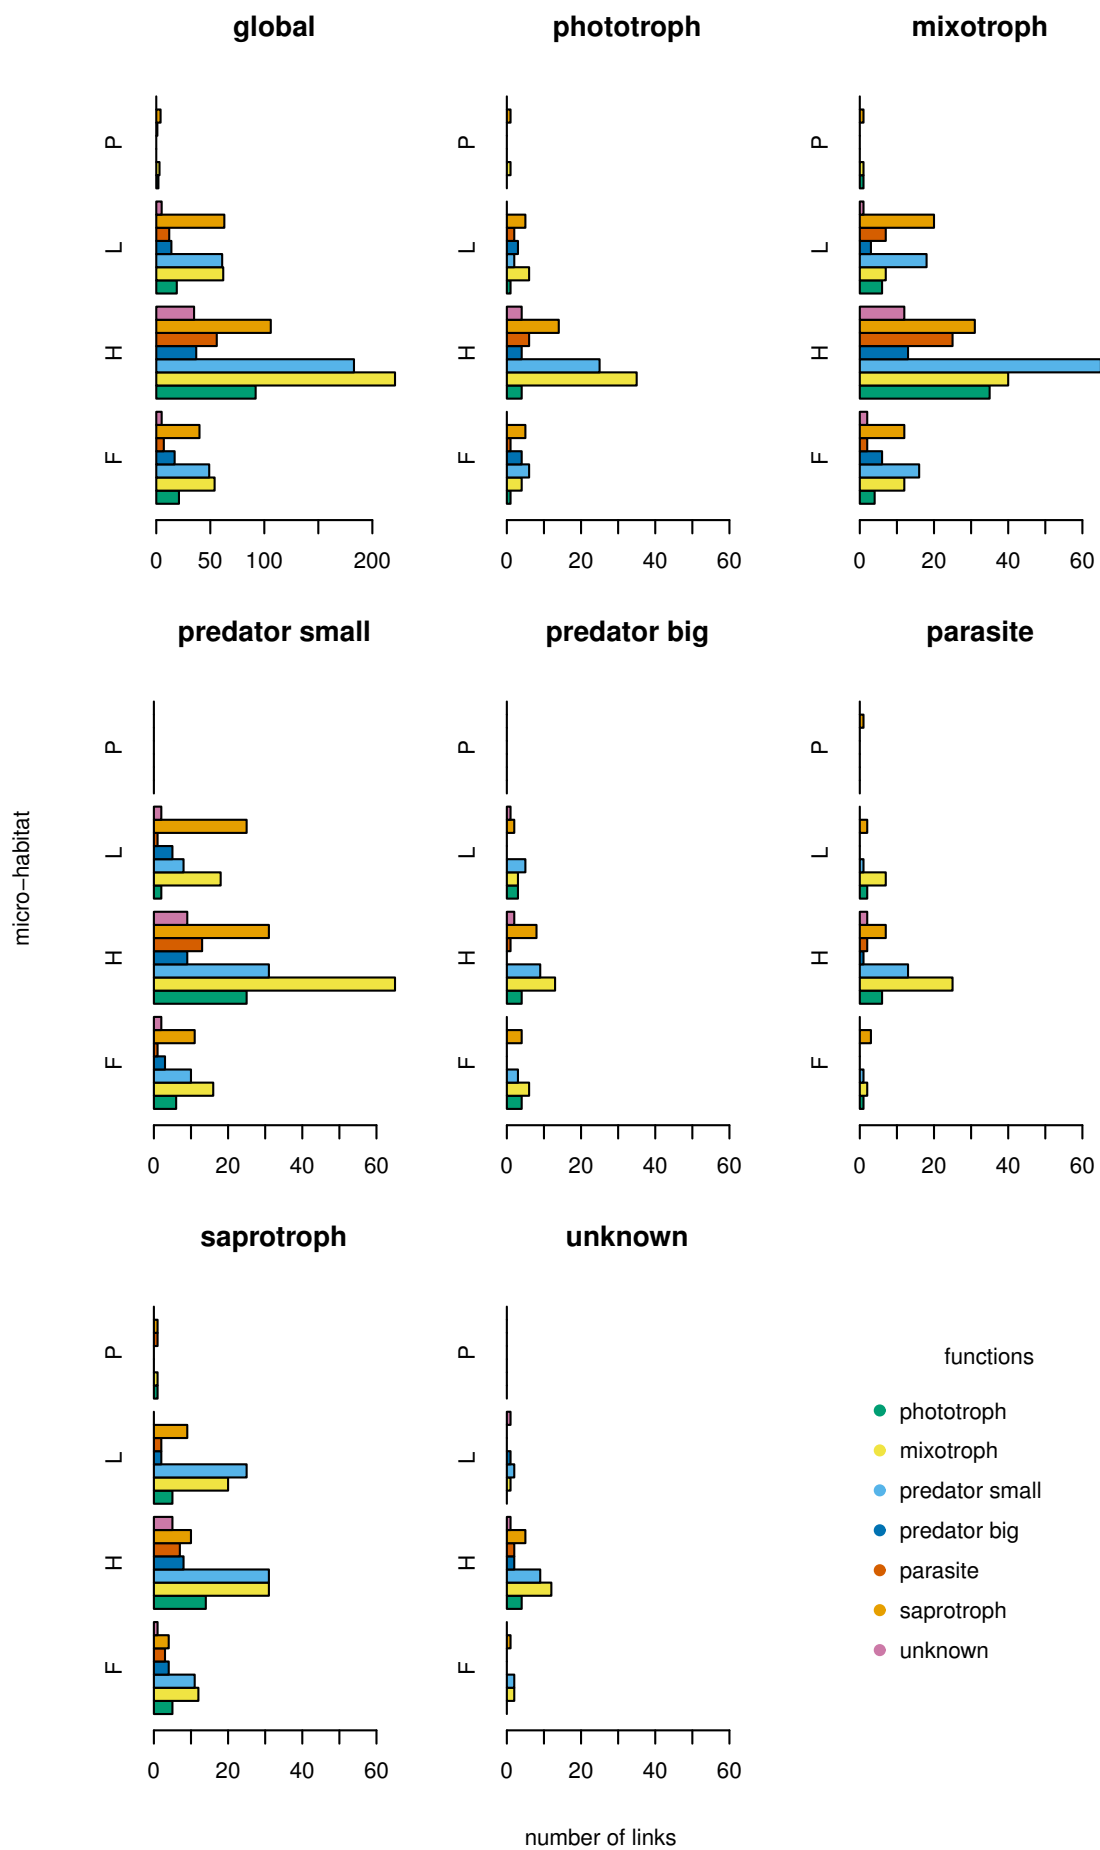 global phototroph mixotroph
P P P
L L L
H H H
F F F
0 50 100 200 0 20 40 60 0 20 40 60
predator small predator big parasite
P P P
L L L
H H H
F F F
0 20 40 60 0 20 40 60 0 20 40 60
micro−habitat
saprotroph unknown
P P
L L
H H
F F
0 20 40 60 0 20 40 60
functions
phototroph
mixotroph
predator small
predator big
parasite
saprotroph
unknown
number of links